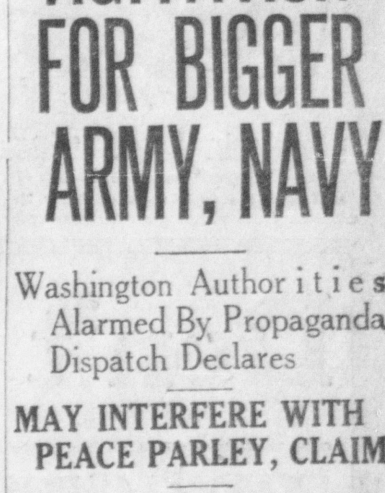 FOR BIGGER
ARMY, NAVY
Washington Authorities
Alarmed By Propaganda
Dispatch Declares
MAY INTERFERE WITH
PEACE PARLEY, CLAIM